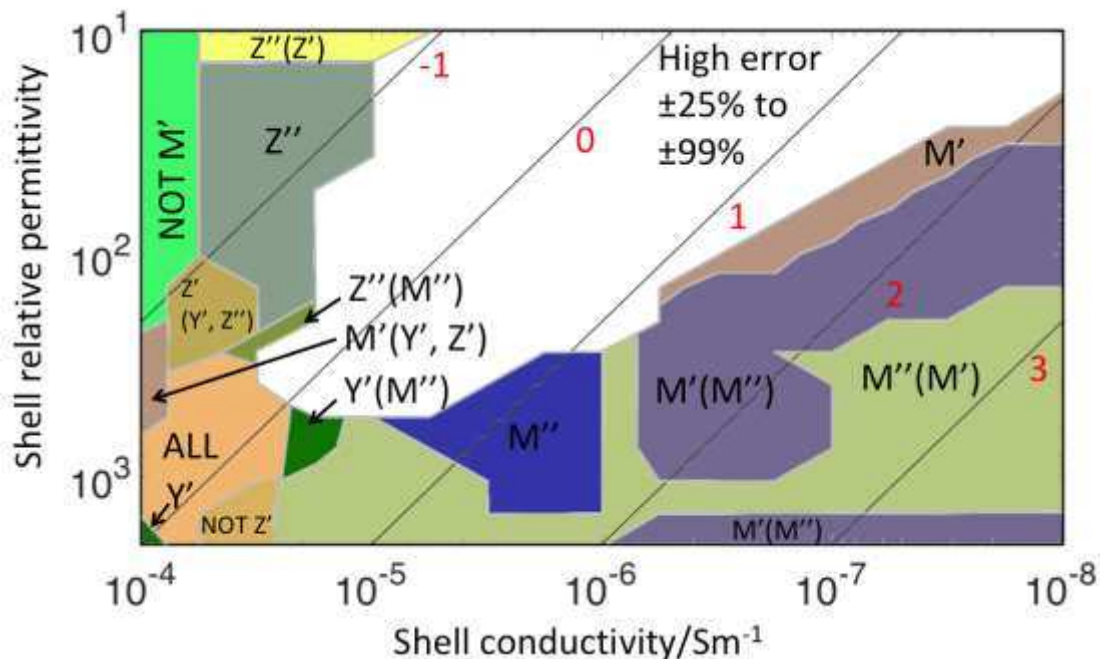 10¹
Z''(Z')
-1
High error
±25% to
±99%
0
NOT M'
Z''
M'
1
Shell relative permittivity
10²
Z'
(Y', Z'')
Z''(M'')
2
M'(Y', Z')
Y'(M'')
M'(M'')
M''(M')
3
ALL
M''
10³
Y'
NOT Z'
M'(M'')
10⁻⁴
10⁻⁵
10⁻⁶
10⁻⁷
10⁻⁸
Shell conductivity/Sm⁻¹